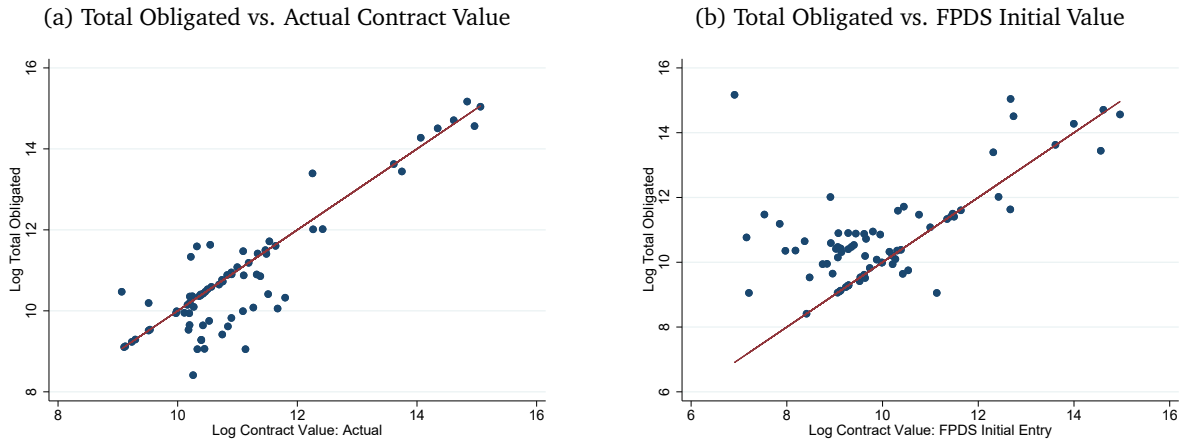 (a) Total Obligated vs. Actual Contract Value
16
14
12
10
8
Log Total Obligated
8 10 12 14 16
Log Contract Value: Actual
(b) Total Obligated vs. FPDS Initial Value
16
14
12
10
8
6
Log Total Obligated
6 8 10 12 14 16
Log Contract Value: FPDS Initial Entry